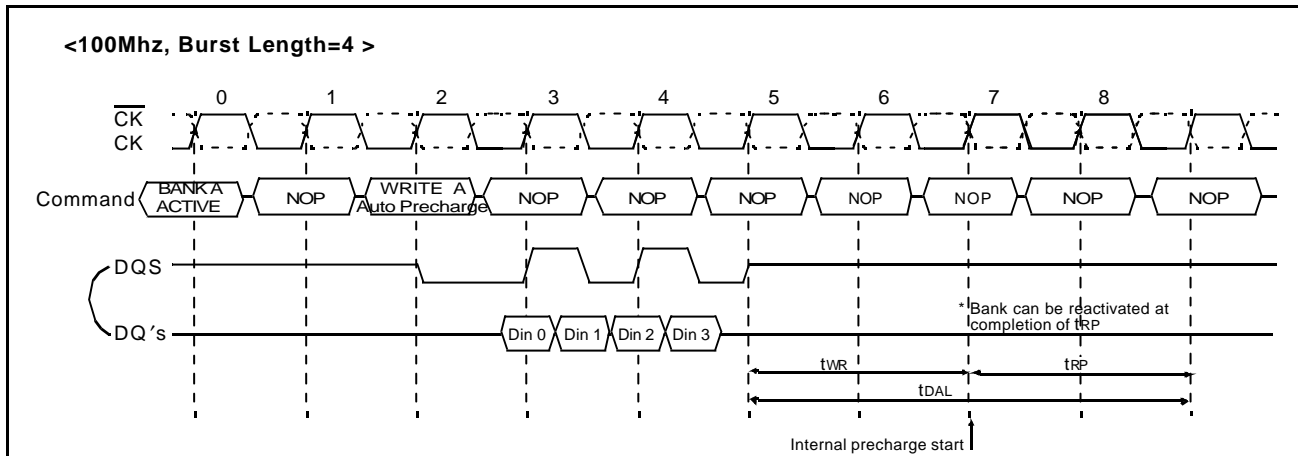 <100Mhz, Burst Length=4 >
0 1 2 3 4 5 6 7 8
CK
CK
Command
BANK A
ACTIVE
NOP
WRITE A
Auto Precharge
NOP
NOP
NOP
NOP
NOP
NOP
NOP
DQS
DQ's
Din 0 Din 1 Din 2 Din 3
* Bank can be reactivated at
completion of tRP
tWR
tRP
tDAL
Internal precharge start